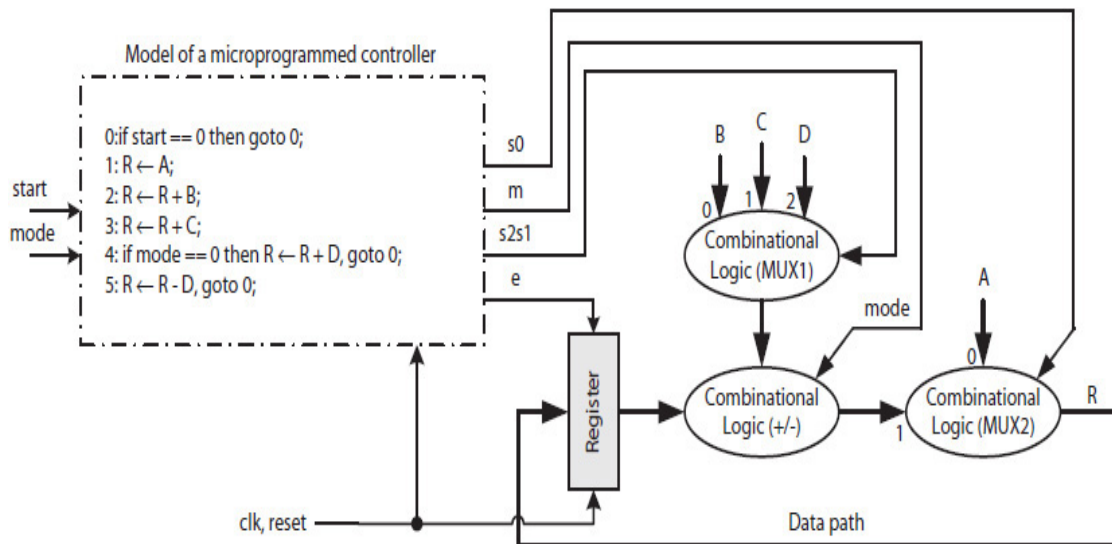 Model of a microprogrammed controller
0:if start == 0 then goto 0;
1: R ← A;
2: R ← R + B;
3: R ← R + C;
4: if mode == 0 then R ← R + D, goto 0;
5: R ← R - D, goto 0;
start
mode
s0
m
s2s1
e
B
C
D
0
1
2
Combinational
Logic (MUX1)
mode
A
0
Register
Combinational
Logic (+/-)
1
Combinational
Logic (MUX2)
R
clk, reset
Data path